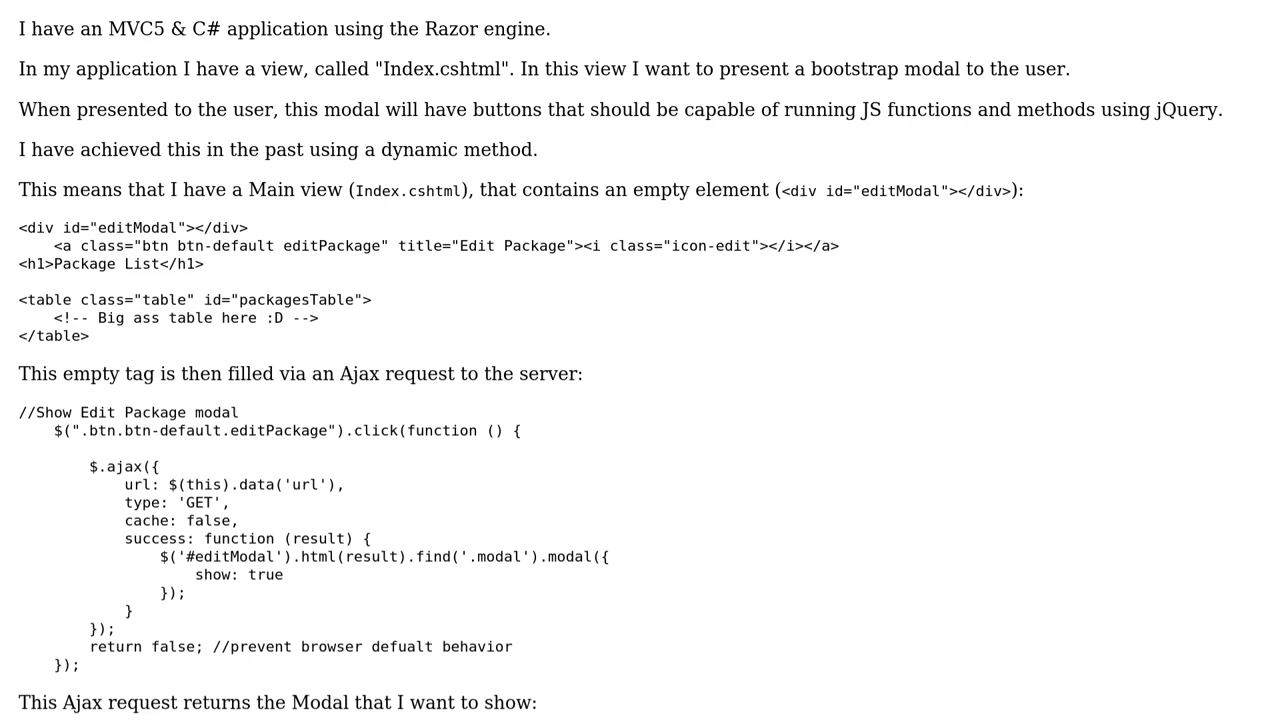 I have an MVC5 & C# application using the Razor engine.
In my application I have a view, called "Index.cshtml". In this view I want to present a bootstrap modal to the user.
When presented to the user, this modal will have buttons that should be capable of running JS functions and methods using jQuery.
I have achieved this in the past using a dynamic method.
This means that I have a Main view (Index.cshtml), that contains an empty element (<div id="editModal"></div>):
<div id="editModal"></div>
    <a class="btn btn-default editPackage" title="Edit Package"><i class="icon-edit"></i></a>
<h1>Package List</h1>
<table class="table" id="packagesTable">
    <!-- Big ass table here :D -->
</table>
This empty tag is then filled via an Ajax request to the server:
//Show Edit Package modal
    $(".btn.btn-default.editPackage").click(function () {
        $.ajax({
            url: $(this).data('url'),
            type: 'GET',
            cache: false,
            success: function (result) {
                $('#editModal').html(result).find('.modal').modal({
                    show: true
                });
            }
        });
        return false; //prevent browser defualt behavior
    });
This Ajax request returns the Modal that I want to show: